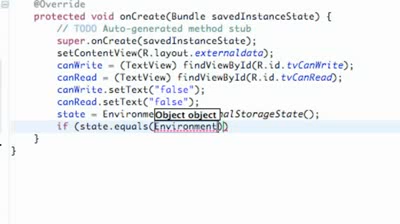 @Override
protected void onCreate(Bundle savedInstanceState) {
// TODO Auto-generated method stub
super.onCreate(savedInstanceState);
setContentView(R.layout.externaldata);
canWrite = (TextView) findViewById(R.id.tvCanWrite);
canRead = (TextView) findViewById(R.id.tvCanRead);
canWrite.setText("false");
canRead.setText("false");
state = Environme nalStorageState();
Object object
if (state.equals(Environment))
}
}